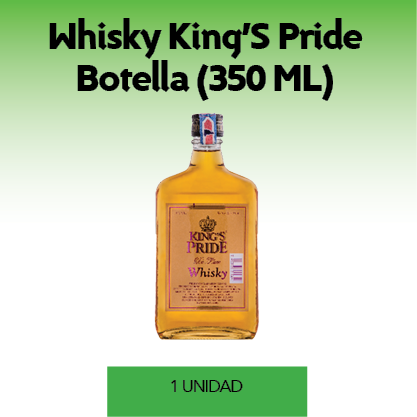 Whisky King'S Pride
Botella (350 ML)
KING'S
PRIDE
Whisky
1 UNIDAD